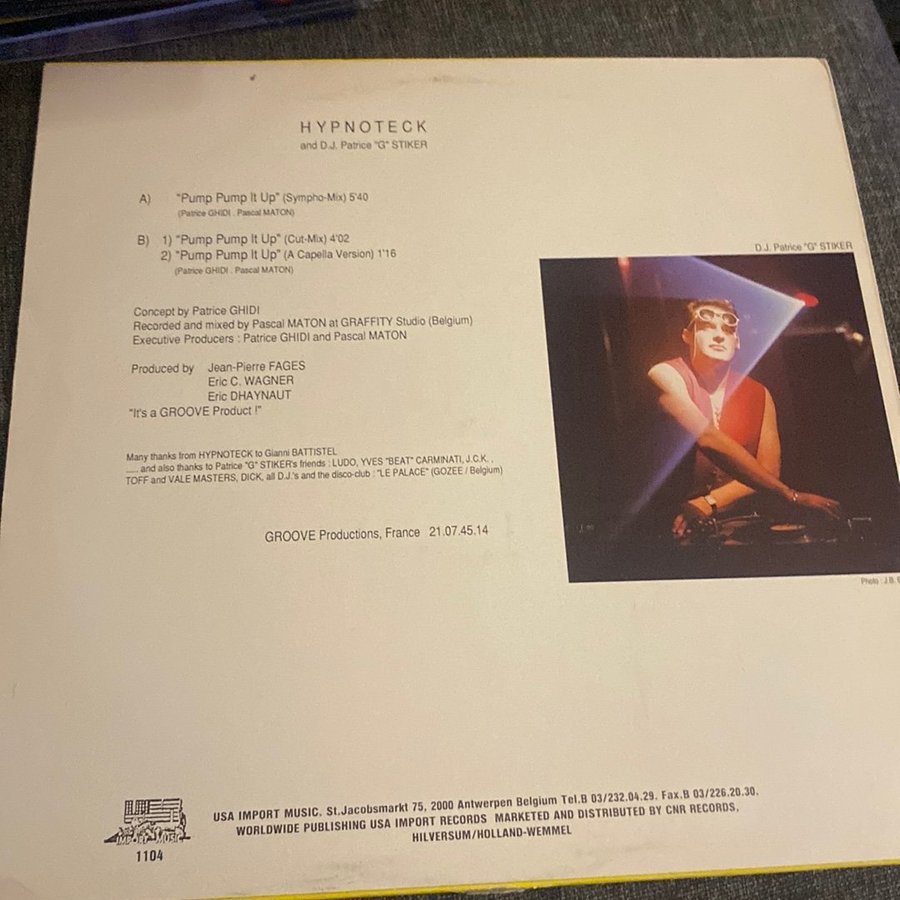 HYPNOTECK
and D.J. Patrice "G" STIKER
A) "Pump Pump It Up" (Sympho-Mix) 5'40
(Patrice GHIDI . Pascal MATON)
B) 1) "Pump Pump It Up" (Cut-Mix) 4'02
2) "Pump Pump It Up" (A Capella Version) 1'16
(Patrice GHIDI . Pascal MATON)
D.J. Patrice "G" STIKER
Concept by Patrice GHIDI
Recorded and mixed by Pascal MATON at GRAFFITY Studio (Belgium)
Executive Producers : Patrice GHIDI and Pascal MATON
Produced by Jean-Pierre FAGES
Eric C. WAGNER
Eric DHAYNAUT
"It's a GROOVE Product !"
Many thanks from HYPNOTECK to Gianni BATTISTEL
..... and also thanks to Patrice "G" STIKER's friends : LUDO, YVES "BEAT" CARMINATI, J.C.K. ,
TOFF and VALE MASTERS, DICK, all D.J.'s and the disco-club : "LE PALACE" (GOZEE / Belgium)
GROOVE Productions, France 21.07.45.14
Photo : J.B.
IMPORT MUSIC
1104
USA IMPORT MUSIC. St.Jacobsmarkt 75, 2000 Antwerpen Belgium Tel.B 03/232.04.29. Fax.B 03/226.20.30.
WORLDWIDE PUBLISHING USA IMPORT RECORDS MARKETED AND DISTRIBUTED BY CNR RECORDS,
HILVERSUM/HOLLAND-WEMMEL